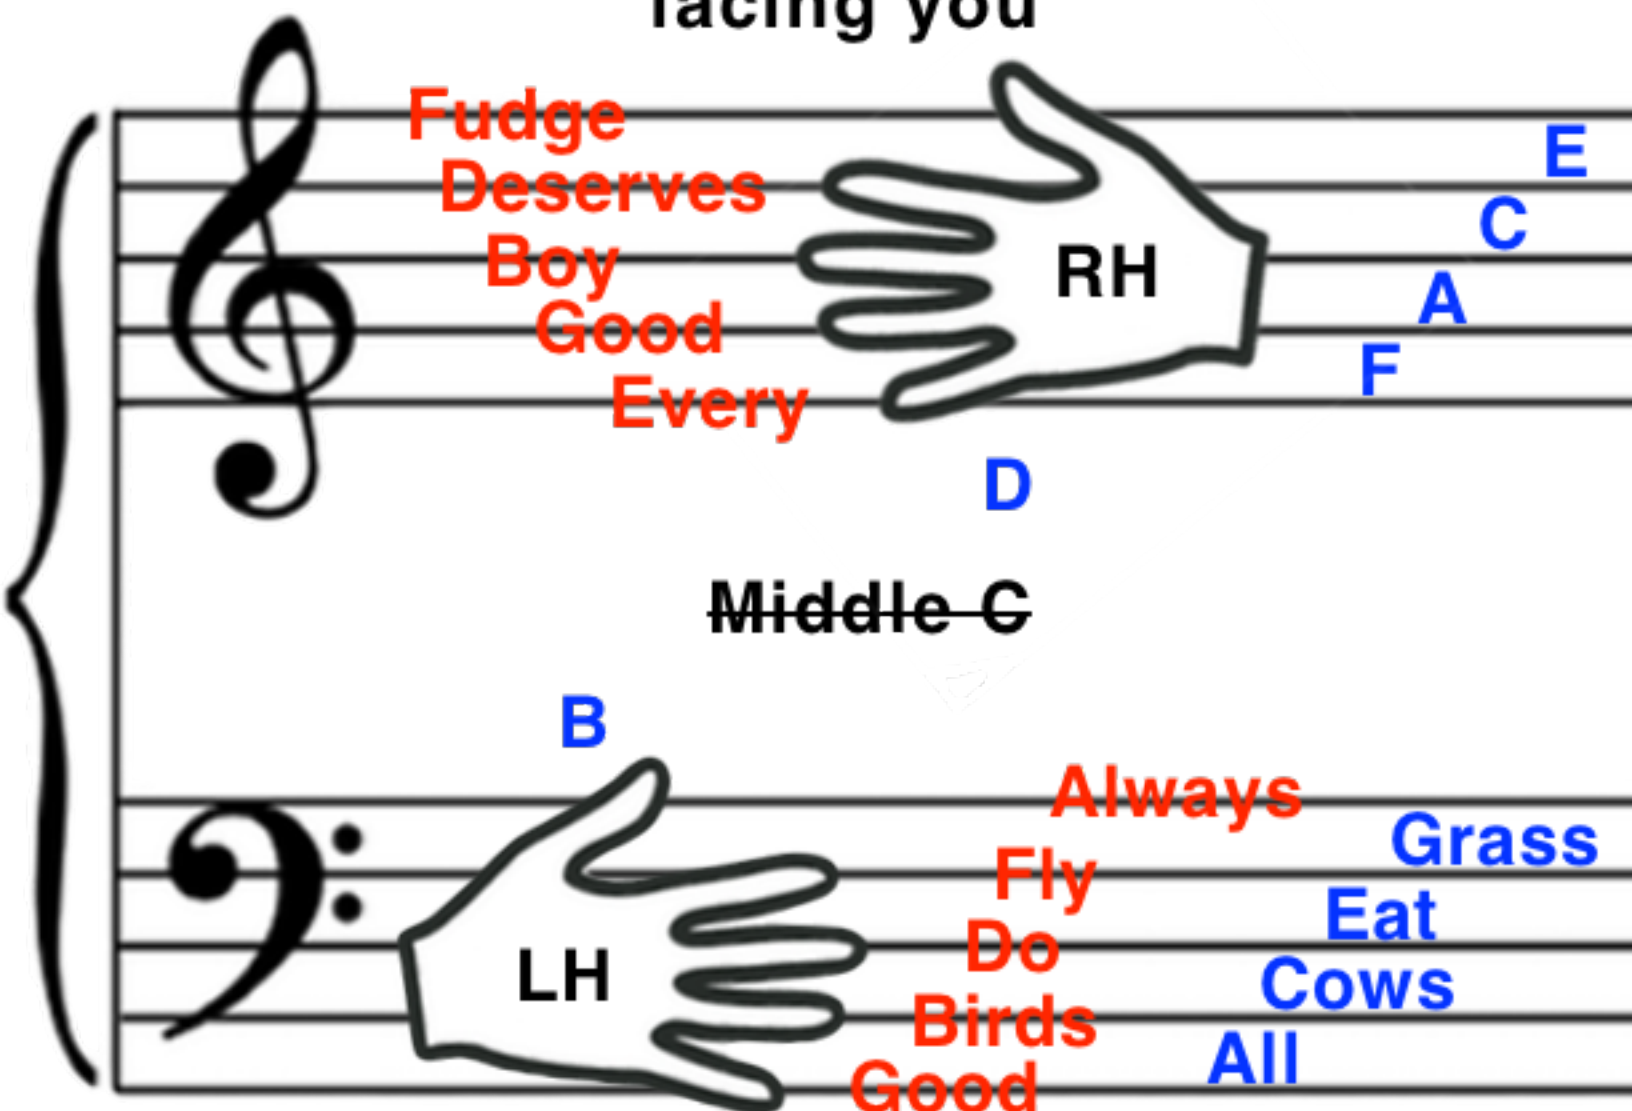 facing you
Fudge
E
Deserves
C
Boy
RH
A
Good
F
Every
D
Middle C
B
Always
Grass
Fly
Eat
Do
LH
Cows
Birds
All
Good